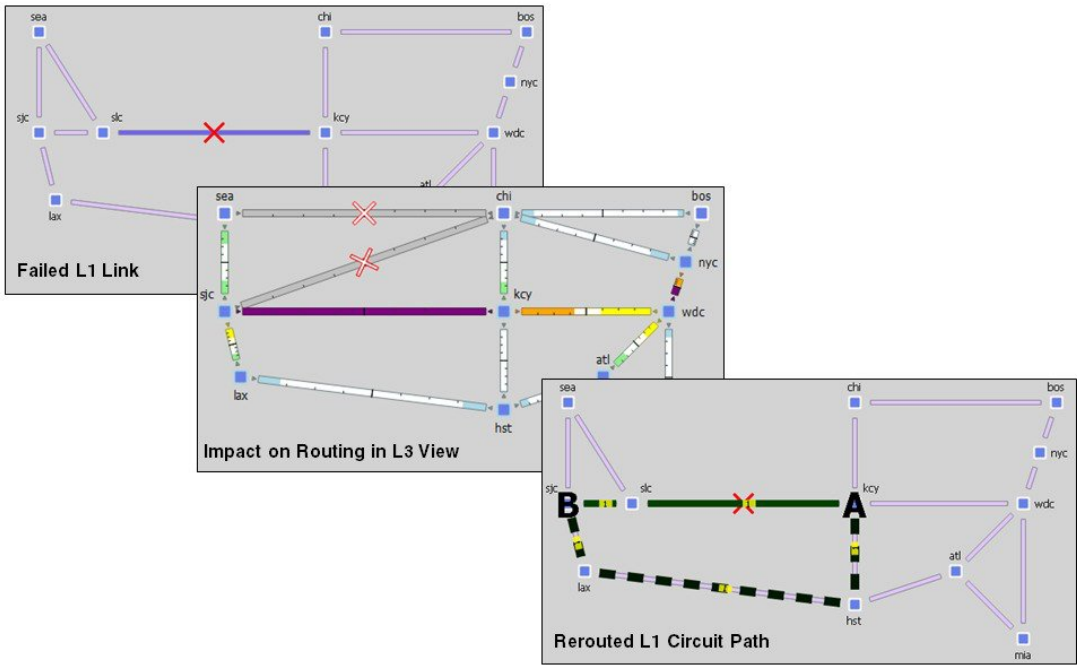 sea
chi
bos
nyc
sjc
slc
kcy
wdc
atl
lax
Failed L1 Link
sea
chi
bos
nyc
sjc
kcy
wdc
atl
lax
hst
Impact on Routing in L3 View
sea
chi
bos
nyc
sjc
slc
kcy
B
1
1
A
wdc
atl
lax
hst
mia
Rerouted L1 Circuit Path